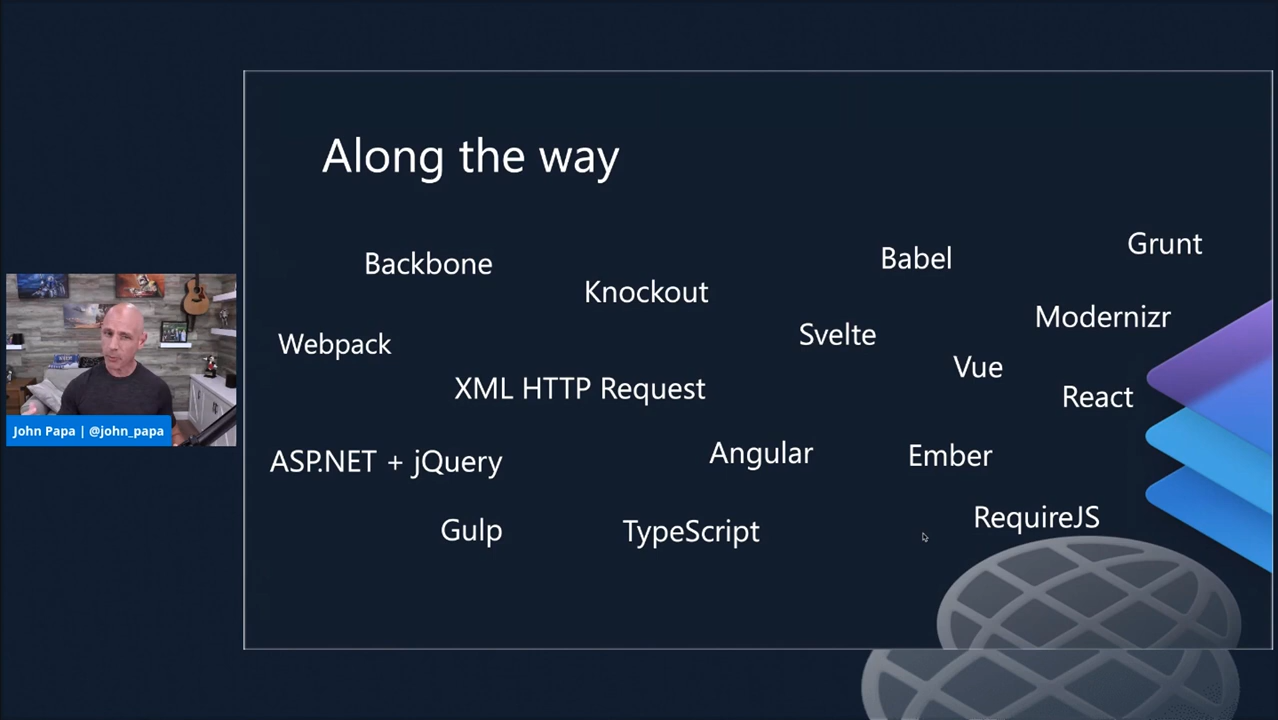 Along the way
Grunt
Babel
Backbone
Knockout
Modernizr
Svelte
Webpack
Vue
XML HTTP Request
React
Angular
Ember
ASP.NET + jQuery
RequireJS
Gulp
TypeScript
John Papa | @john_papa